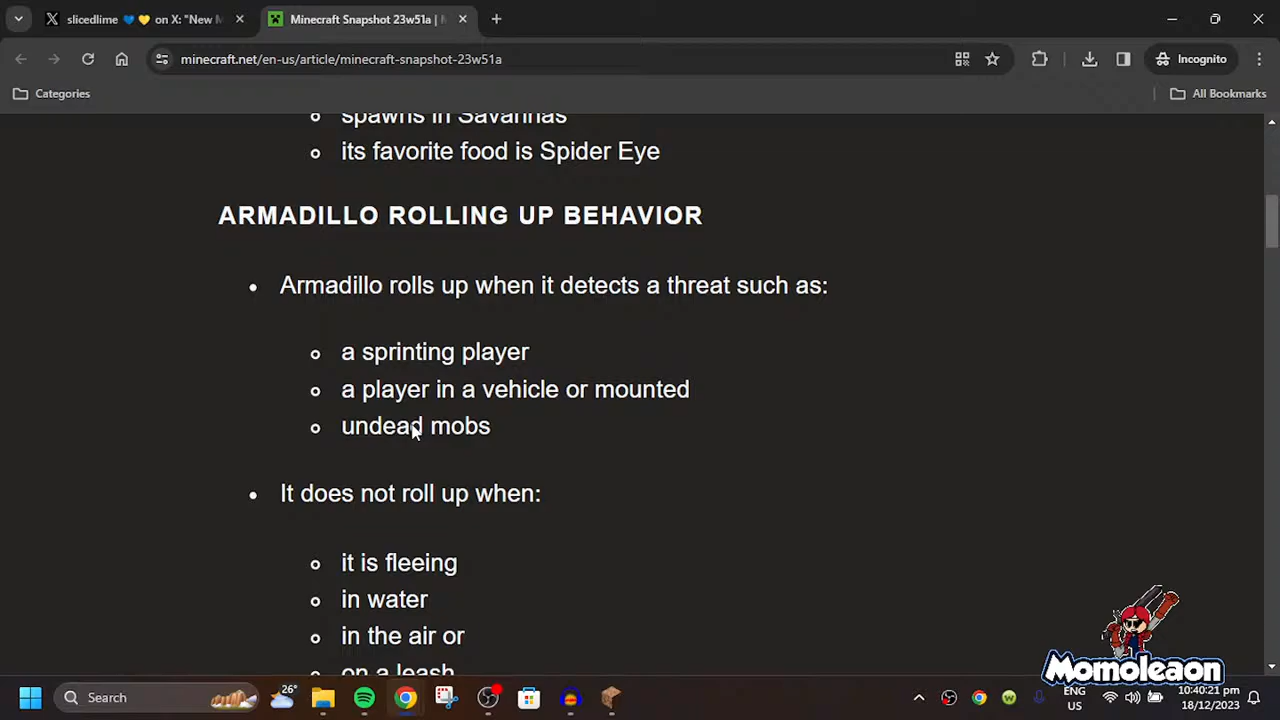 slicedlime 💙💛 on X: "New M
Minecraft Snapshot 23w51a | M
minecraft.net/en-us/article/minecraft-snapshot-23w51a
Incognito
Categories
All Bookmarks
spawns in Savannas
its favorite food is Spider Eye
ARMADILLO ROLLING UP BEHAVIOR
Armadillo rolls up when it detects a threat such as:
a sprinting player
a player in a vehicle or mounted
undead mobs
It does not roll up when:
it is fleeing
in water
in the air or
on a leash
Momoleaon
Search
26°
ENG
US
10:40:21 pm
18/12/2023